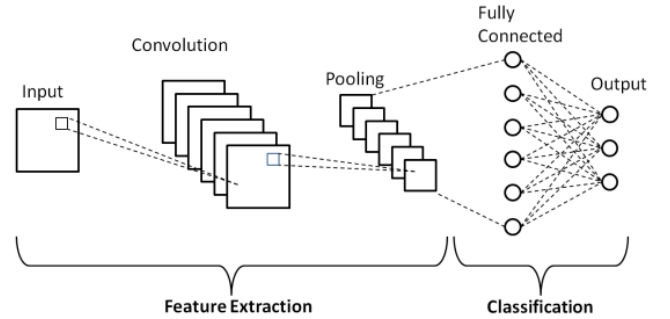 Fully
Connected
Convolution
Pooling
Input
Output
Feature Extraction
Classification